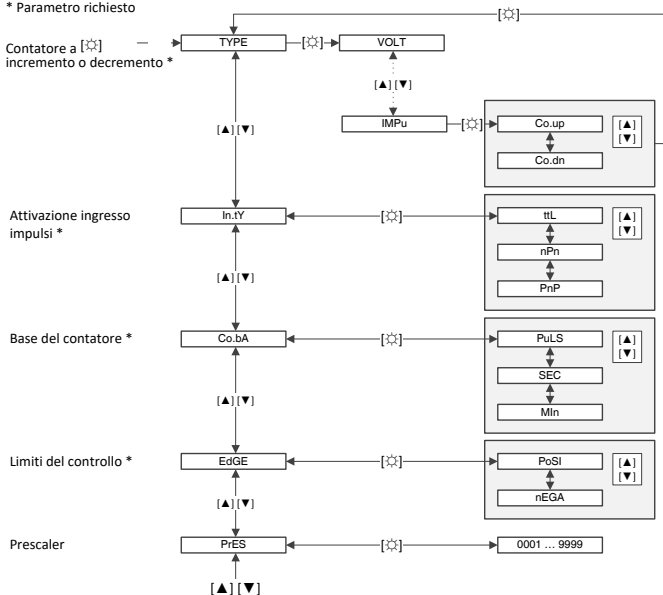 * Parametro richiesto
[☼]
Contatore a [☼]
incremento o decremento *
TYPE
[☼]
VOLT
[▲] [▼]
[▲] [▼]
IMPu
[☼]
Co.up
[▲]
[▼]
Co.dn
Attivazione ingresso
impulsi *
In.tY
[☼]
ttL
[▲]
[▼]
nPn
PnP
[▲] [▼]
Base del contatore *
Co.bA
[☼]
PuLS
[▲]
[▼]
SEC
MIn
[▲] [▼]
Limiti del controllo *
EdGE
[☼]
PoSI
[▲]
[▼]
nEGA
[▲] [▼]
Prescaler
PrES
[☼]
0001 ... 9999
[▲] [▼]